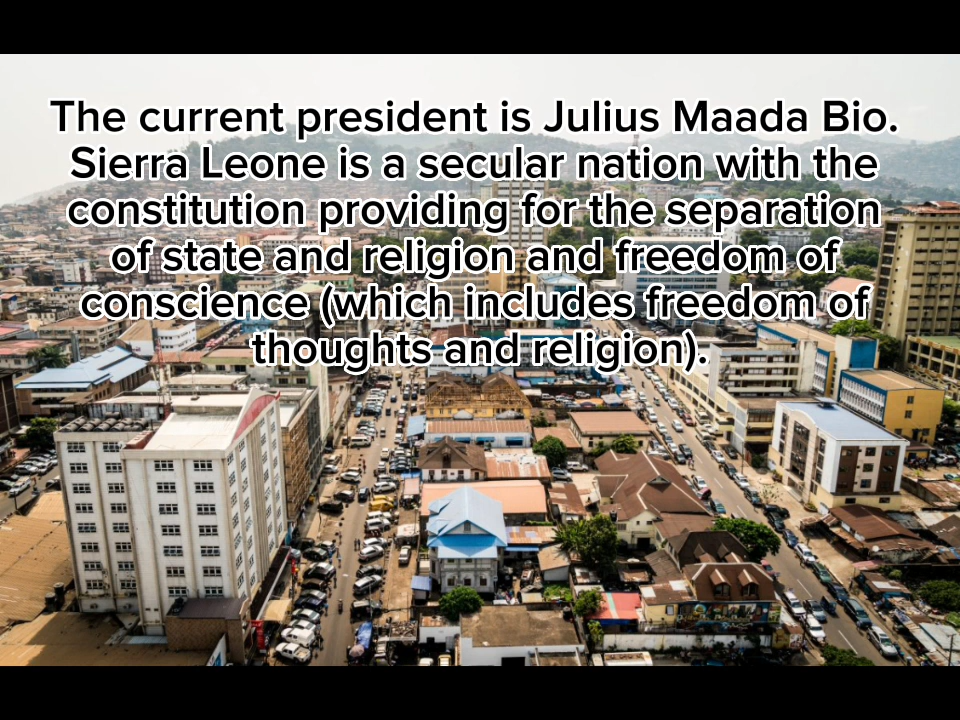 The current president is Julius Maada Bio.
Sierra Leone is a secular nation with the
constitution providing for the separation
of state and religion and freedom of
conscience (which includes freedom of
thoughts and religion).